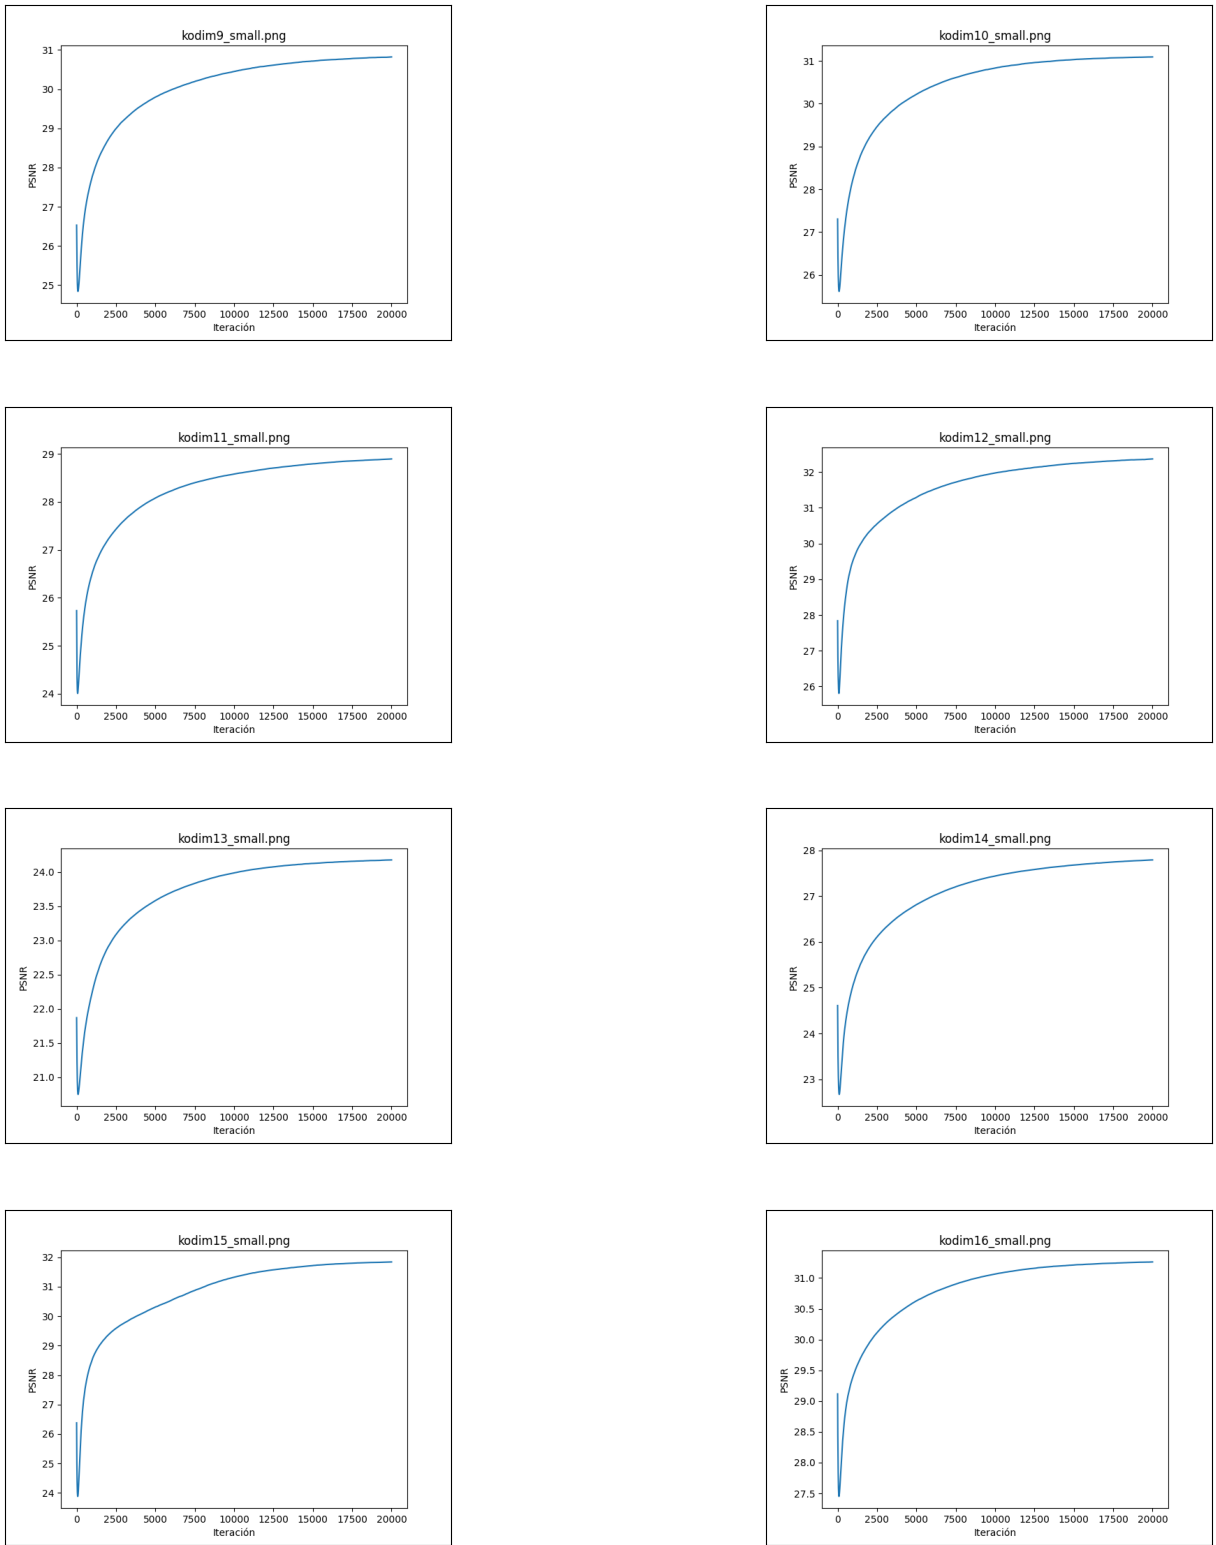 kodim9_small.png
31
30
29
28
27
26
25
PSNR
0 2500 5000 7500 10000 12500 15000 17500 20000
Iteración
kodim10_small.png
31
30
29
28
27
26
PSNR
0 2500 5000 7500 10000 12500 15000 17500 20000
Iteración
kodim11_small.png
29
28
27
26
25
24
PSNR
0 2500 5000 7500 10000 12500 15000 17500 20000
Iteración
kodim12_small.png
32
31
30
29
28
27
26
PSNR
0 2500 5000 7500 10000 12500 15000 17500 20000
Iteración
kodim13_small.png
24.0
23.5
23.0
22.5
22.0
21.5
21.0
PSNR
0 2500 5000 7500 10000 12500 15000 17500 20000
Iteración
kodim14_small.png
28
27
26
25
24
23
PSNR
0 2500 5000 7500 10000 12500 15000 17500 20000
Iteración
kodim15_small.png
32
31
30
29
28
27
26
25
24
PSNR
0 2500 5000 7500 10000 12500 15000 17500 20000
Iteración
kodim16_small.png
31.0
30.5
30.0
29.5
29.0
28.5
28.0
27.5
PSNR
0 2500 5000 7500 10000 12500 15000 17500 20000
Iteración